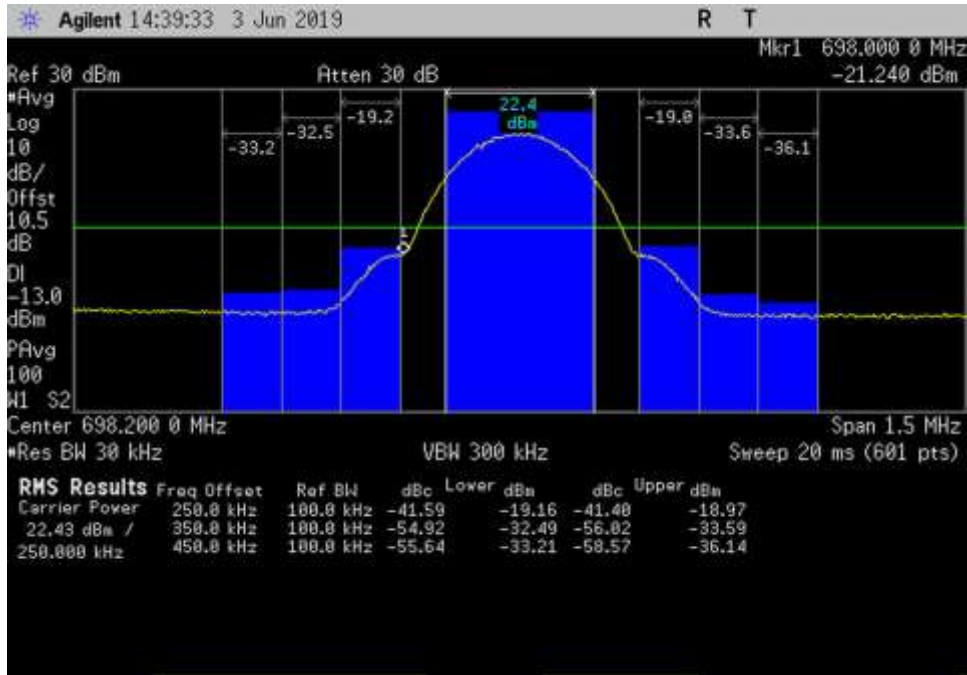 Agilent 14:39:33 3 Jun 2019 R T
Mkr1 698.000 0 MHz
Ref 30 dBm Atten 30 dB -21.240 dBm
#Avg
Log
10
dB/
Offst
10.5
dB
DI
-13.0
dBm
PAvg
100
W1 S2
-33.2 -32.5 -19.2 22.4 dBm -19.0 -33.6 -36.1
1
Center 698.200 0 MHz Span 1.5 MHz
#Res BW 30 kHz VBW 300 kHz Sweep 20 ms (601 pts)
RMS Results Freq Offset Ref BW dBc Lower dBm dBc Upper dBm
Carrier Power 250.0 kHz 100.0 kHz -41.59 -19.16 -41.40 -18.97
22.43 dBm / 350.0 kHz 100.0 kHz -54.92 -32.49 -56.02 -33.59
250.000 kHz 450.0 kHz 100.0 kHz -55.64 -33.21 -58.57 -36.14